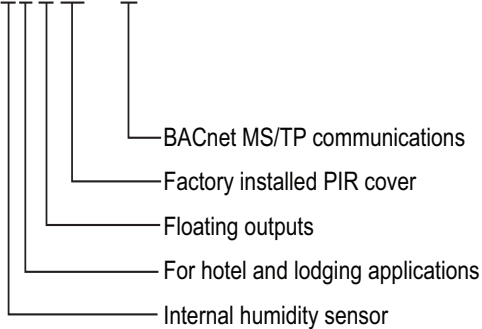 BACnet MS/TP communications
Factory installed PIR cover
Floating outputs
For hotel and lodging applications
Internal humidity sensor